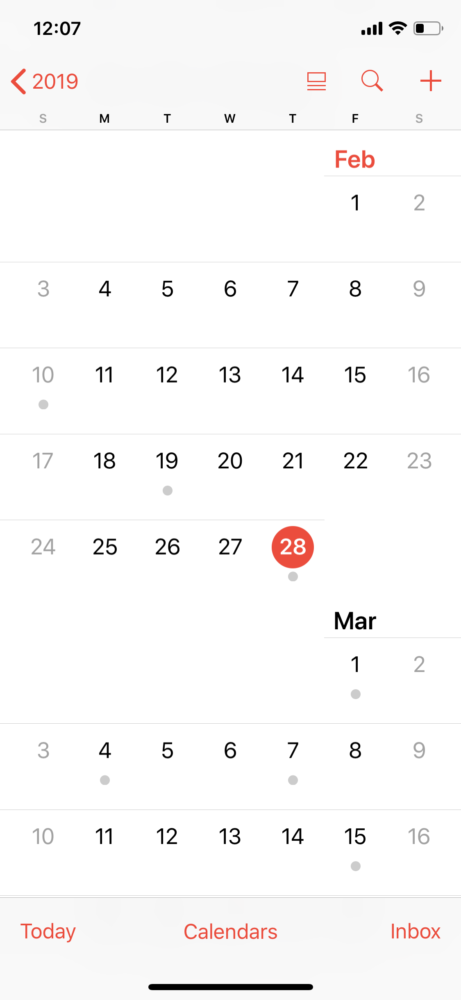 12:07
2019
S M T W T F S
Feb
1 2
3 4 5 6 7 8 9
10 11 12 13 14 15 16
17 18 19 20 21 22 23
24 25 26 27 28
Mar
1 2
3 4 5 6 7 8 9
10 11 12 13 14 15 16
Today Calendars Inbox